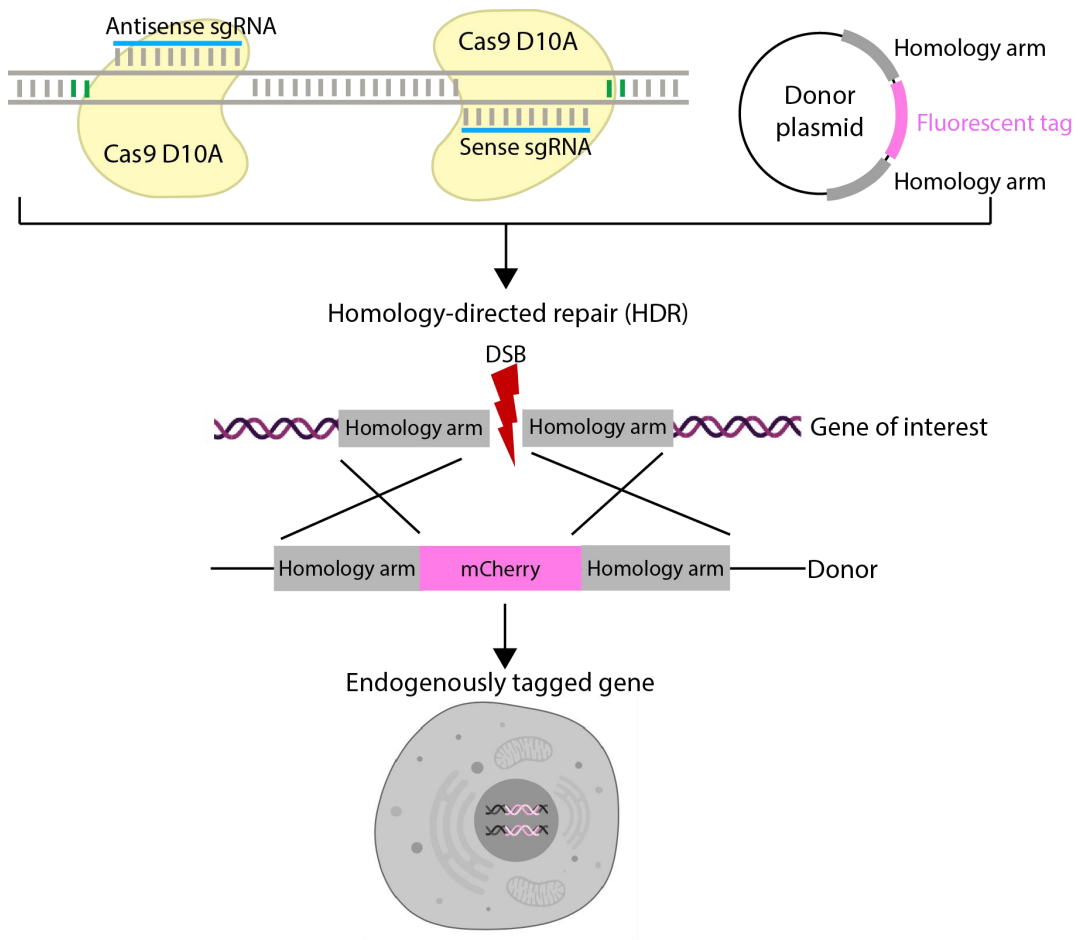 Antisense sgRNA
Cas9 D10A
Cas9 D10A
Sense sgRNA
Homology arm
Donor
plasmid
Fluorescent tag
Homology arm
Homology-directed repair (HDR)
DSB
Homology arm
Homology arm
Gene of interest
Homology arm
mCherry
Homology arm
Donor
Endogenously tagged gene